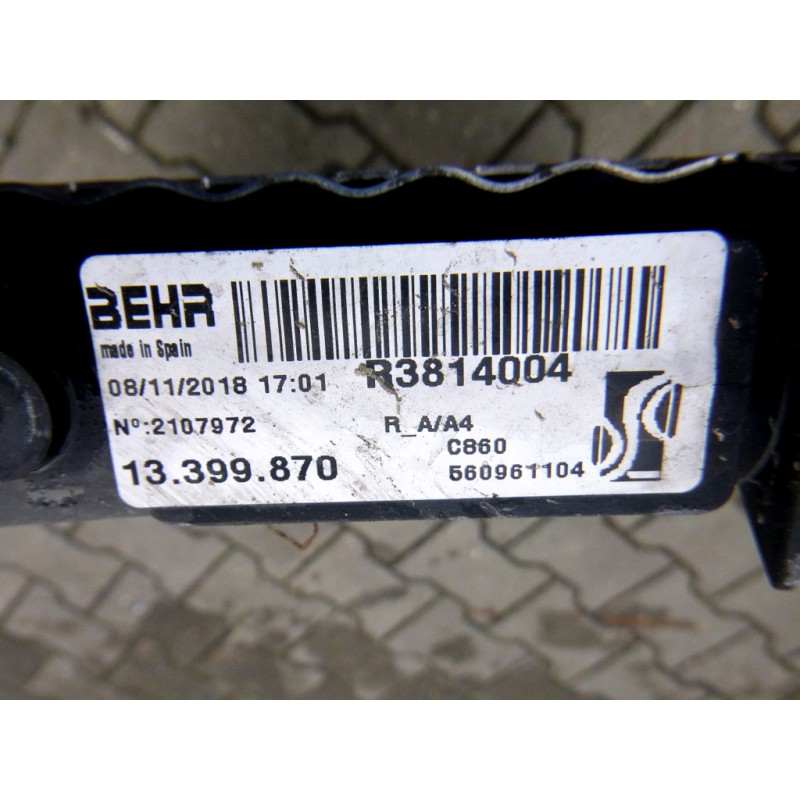 BEHR
made in Spain
R3814004
08/11/2018 17:01
Nº:2107972
R_A/A4
C860
13.399.870
560961104